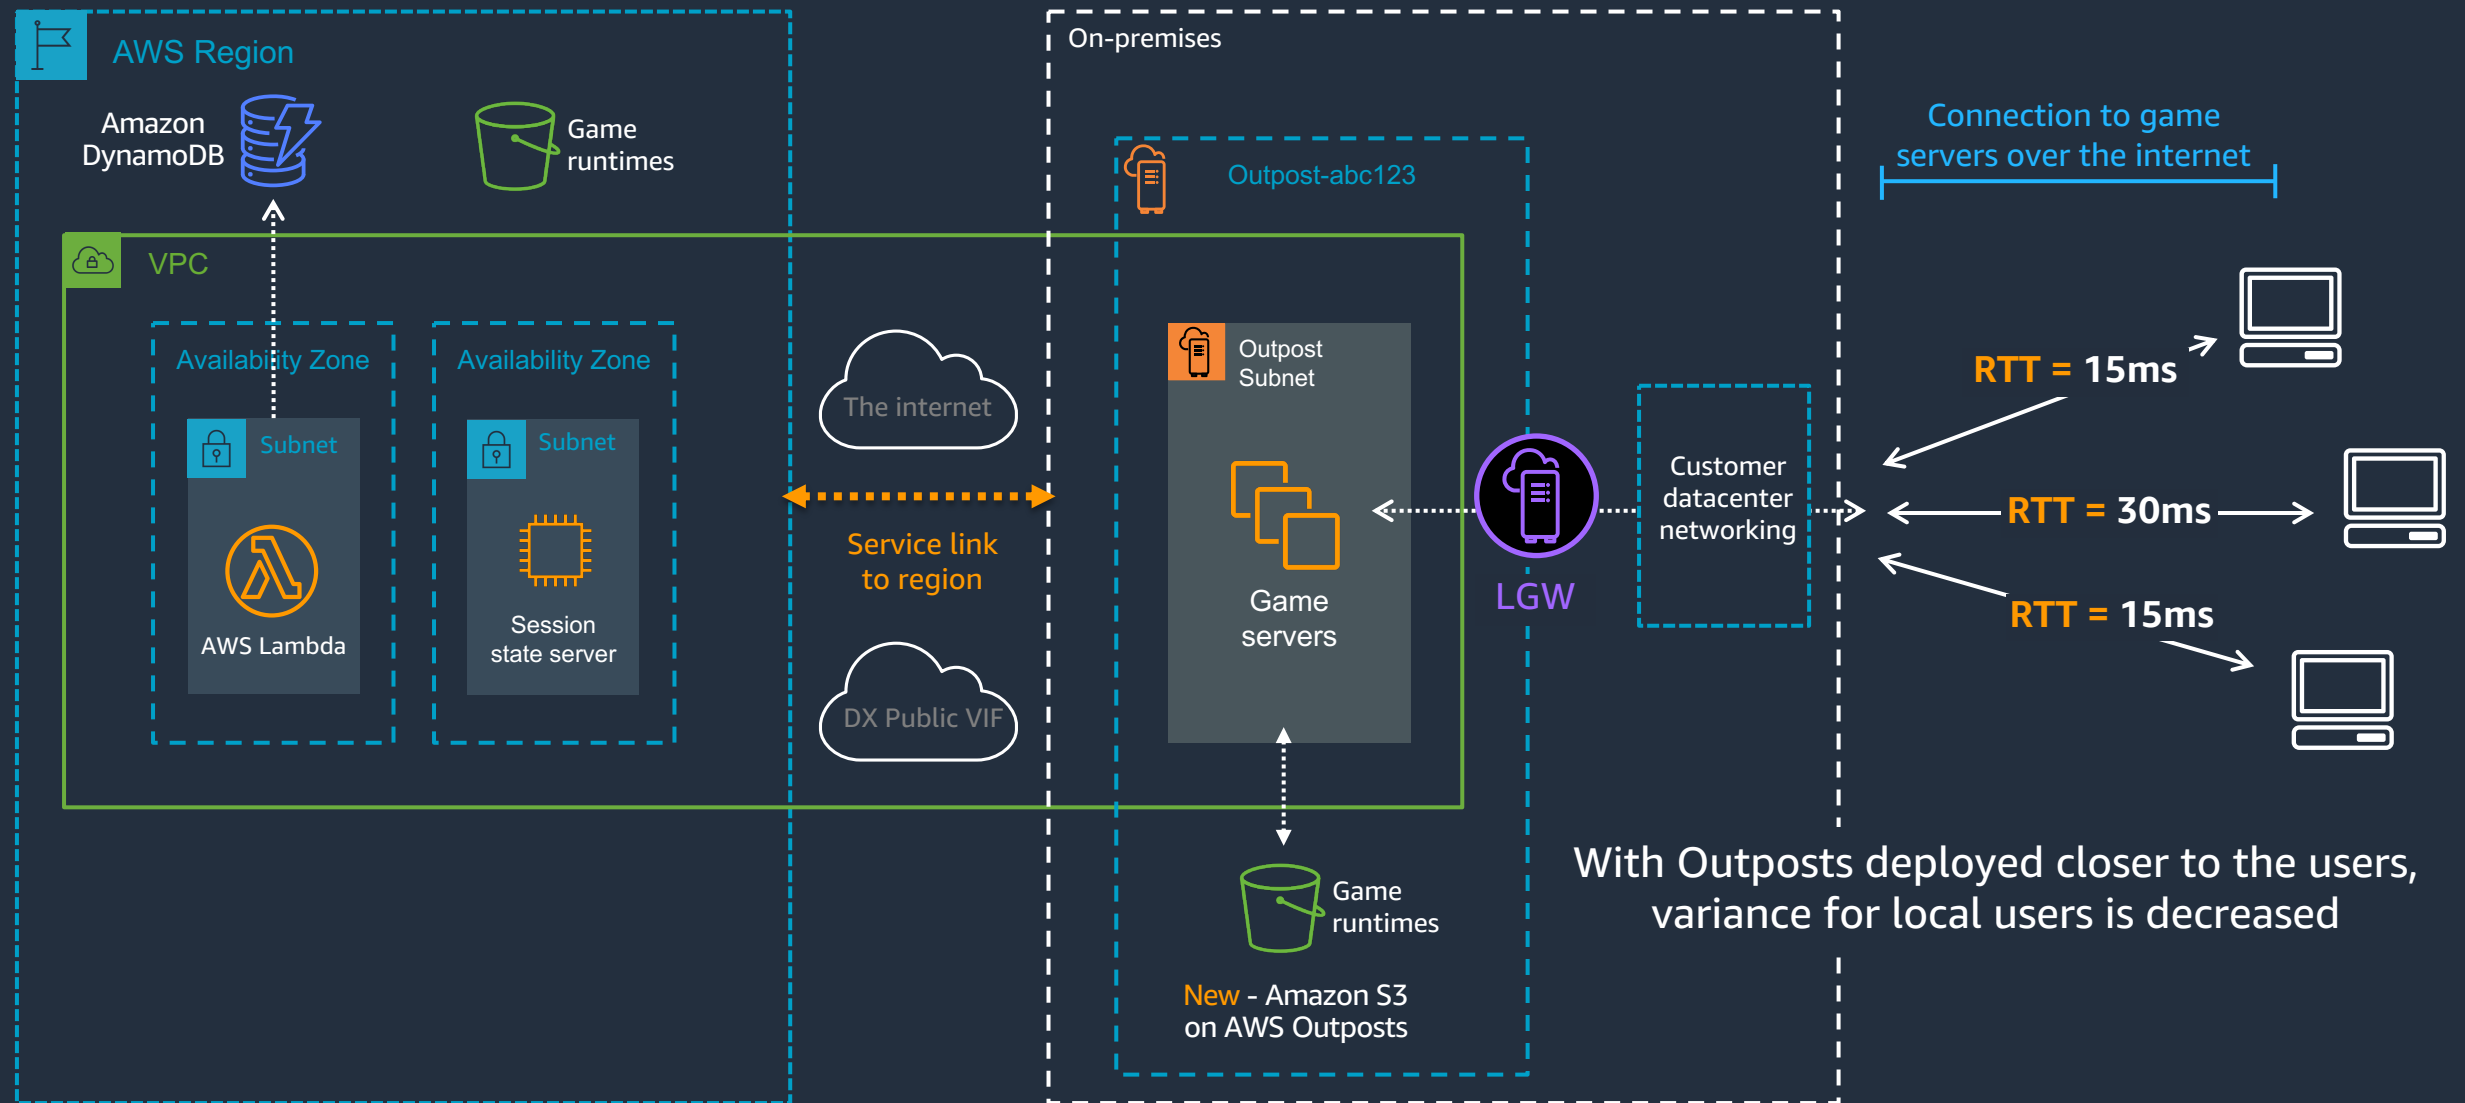 AWS Region
Amazon
DynamoDB
Game
runtimes
VPC
Availability Zone
Subnet
AWS Lambda
Availability Zone
Subnet
Session
state server
The internet
Service link
to region
DX Public VIF
On-premises
Outpost-abc123
Outpost
Subnet
Game
servers
Game
runtimes
New - Amazon S3
on AWS Outposts
LGW
Customer
datacenter
networking
Connection to game
servers over the internet
RTT = 15ms
RTT = 30ms
RTT = 15ms
With Outposts deployed closer to the users,
variance for local users is decreased